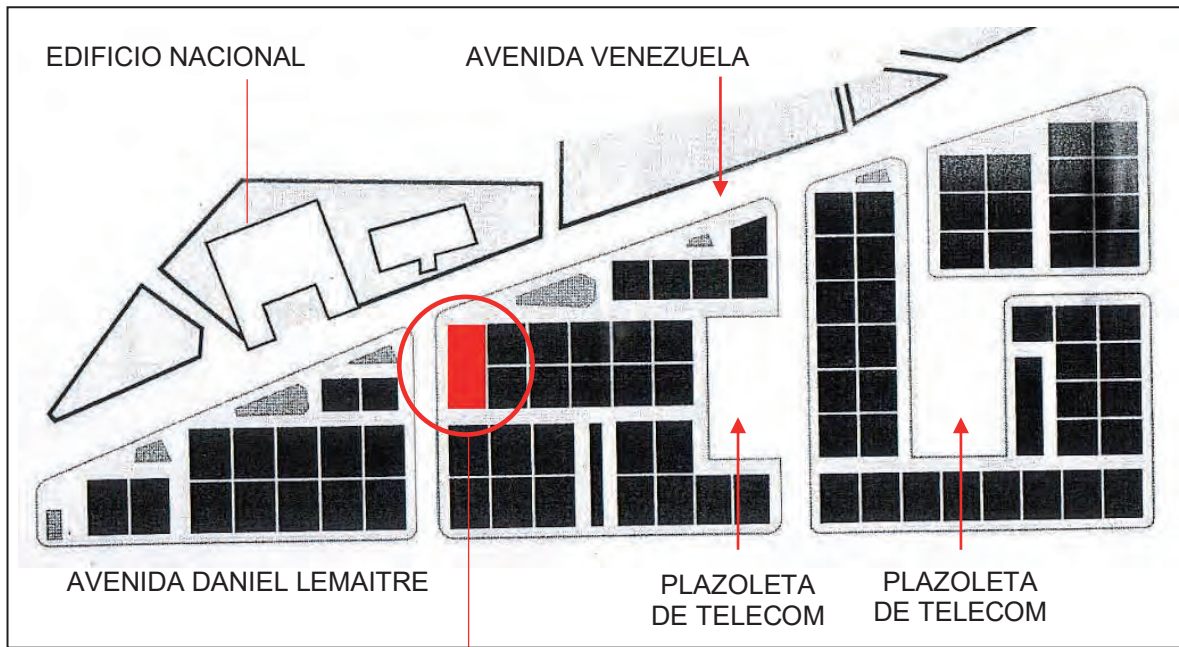 EDIFICIO NACIONAL
AVENIDA VENEZUELA
AVENIDA DANIEL LEMAITRE
PLAZOLETA
DE TELECOM
PLAZOLETA
DE TELECOM